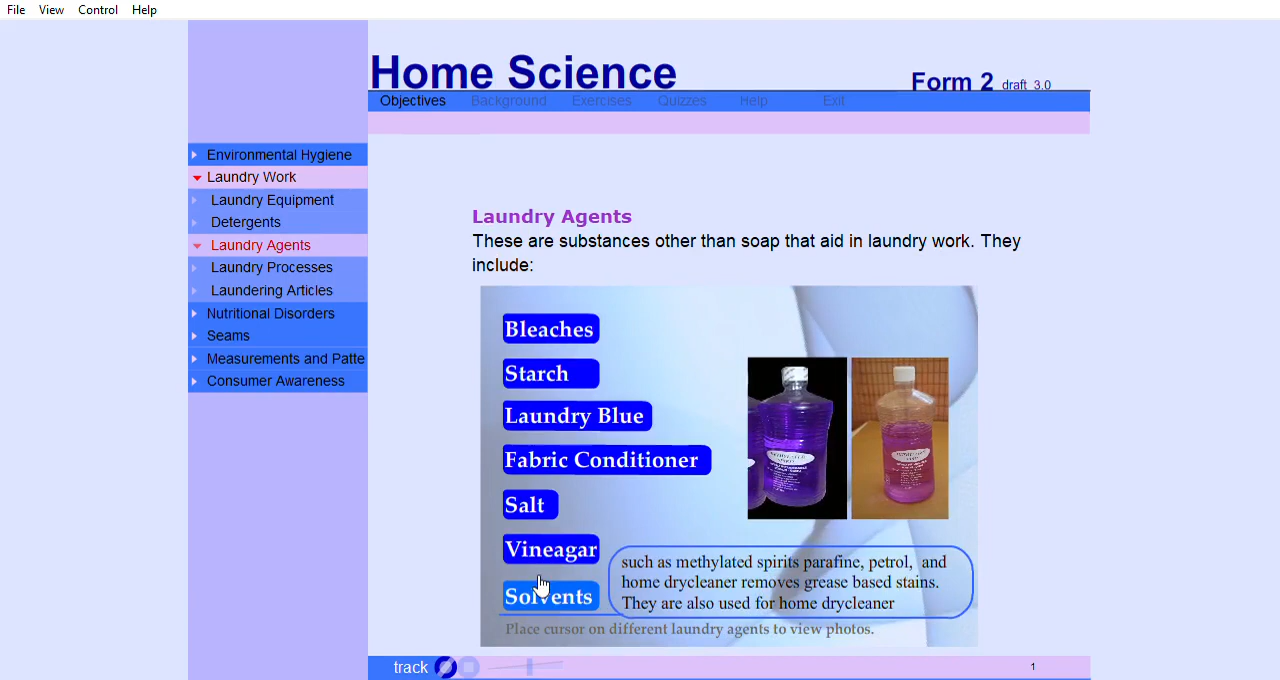 File View Control Help
Home Science
Form 2 draft 3.0
Objectives Background Exercises Quizzes Help Exit
Environmental Hygiene
Laundry Work
Laundry Equipment
Detergents
Laundry Agents
Laundry Processes
Laundering Articles
Nutritional Disorders
Seams
Measurements and Patte
Consumer Awareness
Laundry Agents
These are substances other than soap that aid in laundry work. They
include:
Bleaches
Starch
Laundry Blue
Fabric Conditioner
Salt
Vineagar
Solvents
such as methylated spirits parafine, petrol, and
home drycleaner removes grease based stains.
They are also used for home drycleaner
Place cursor on different laundry agents to view photos.
track
1